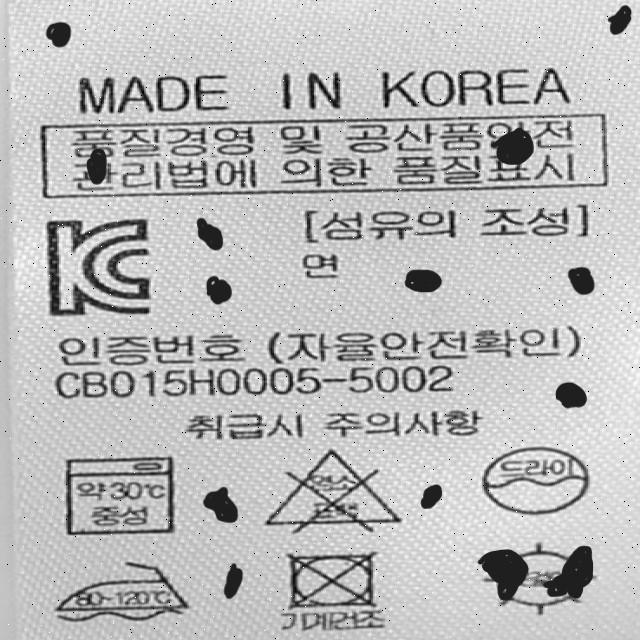 MADE IN KOREA
품질경영 및 공산품안전
관리법에 의한 품질표시
KC
[섬유의 조성]
면
인증번호 (자율안전확인)
CB015H0005-5002
취급시 주의사항
약 30℃
중성
염소
표백
드라이
80~120℃
기계건조